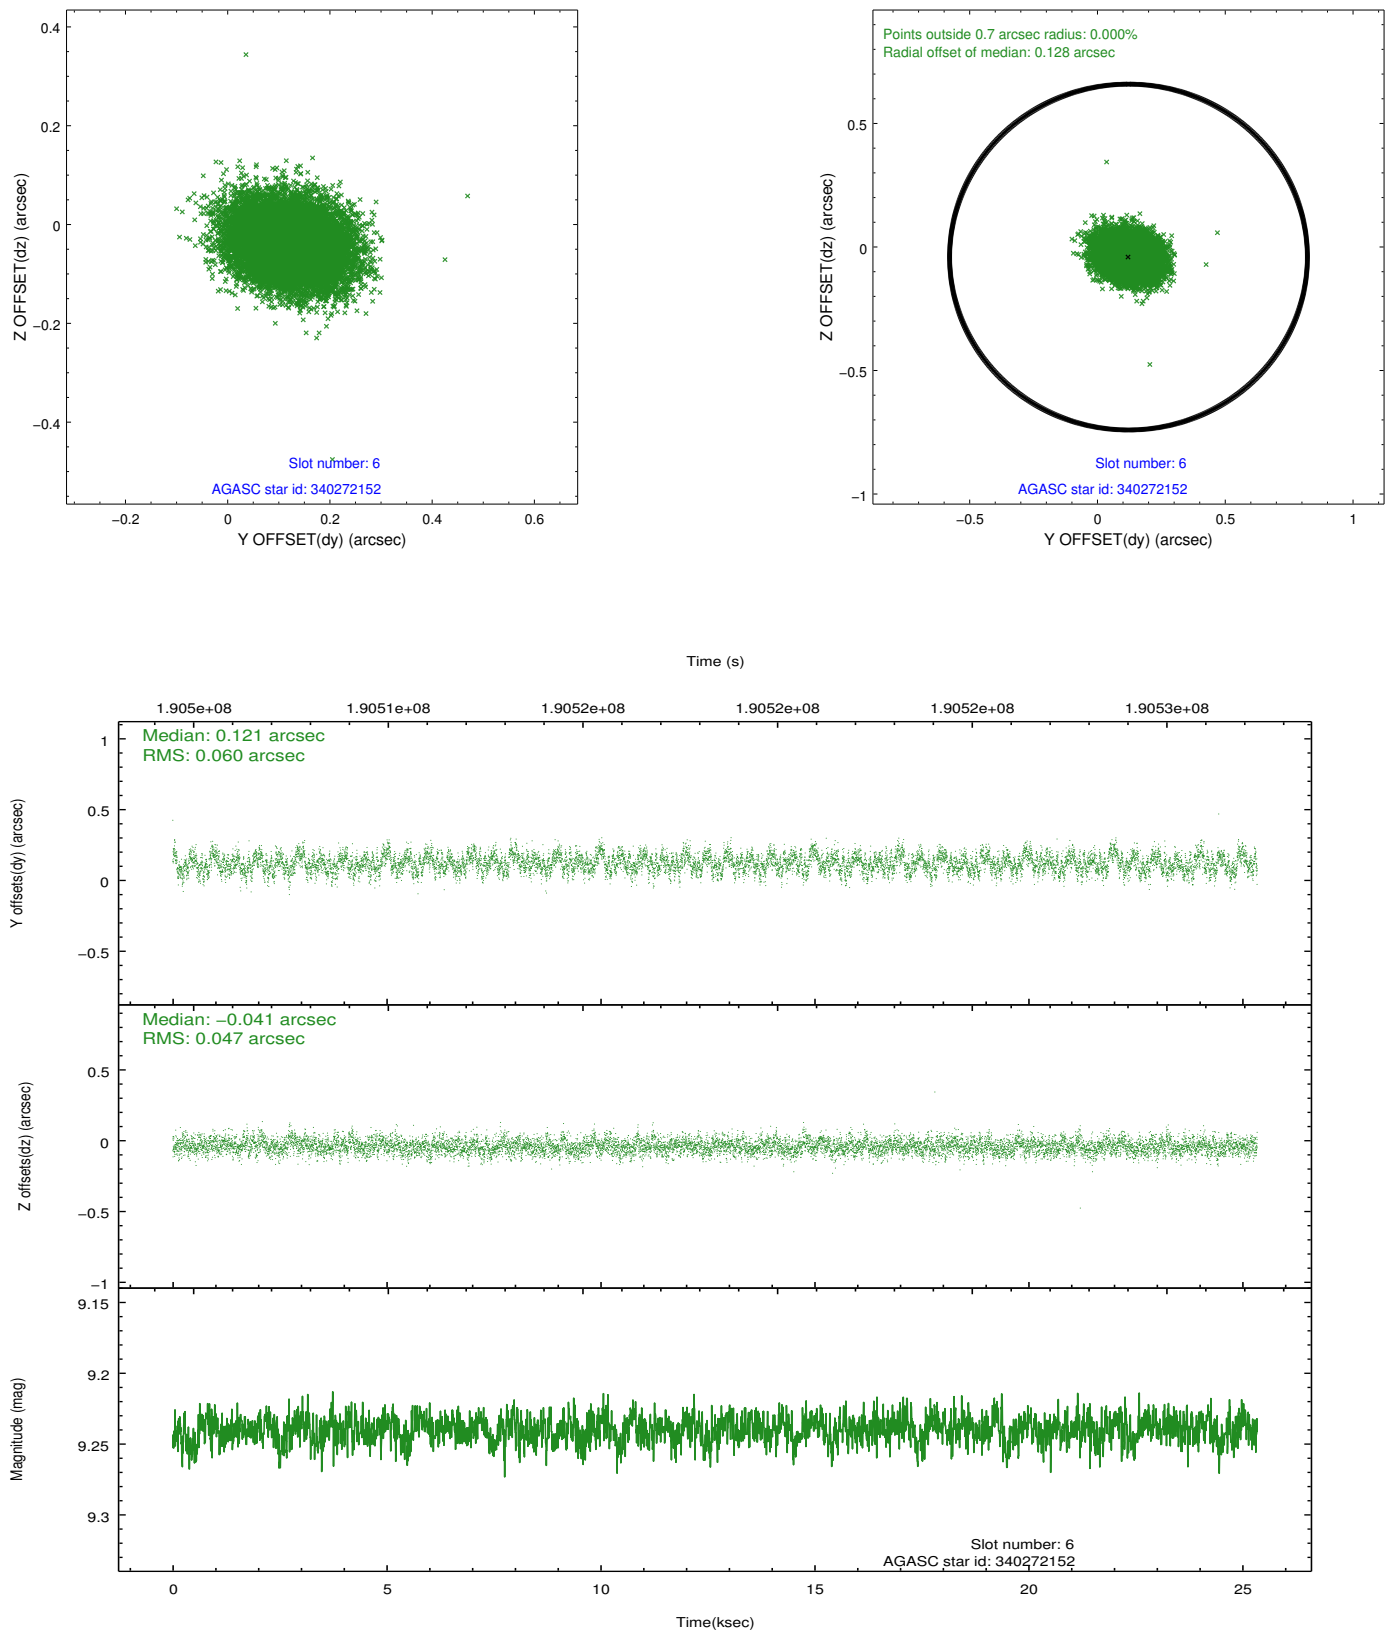 0.4
0.2
0
−0.2
−0.4
Z OFFSET(dz) (arcsec)
Slot number: 6
AGASC star id: 340272152
−0.2 0 0.2 0.4 0.6
Y OFFSET(dy) (arcsec)
Points outside 0.7 arcsec radius: 0.000%
Radial offset of median: 0.128 arcsec
0.5
0
−0.5
−1
Z OFFSET(dz) (arcsec)
Slot number: 6
AGASC star id: 340272152
−0.5 0 0.5 1
Y OFFSET(dy) (arcsec)
Time (s)
1.905e+08 1.9051e+08 1.9052e+08 1.9052e+08 1.9052e+08 1.9053e+08
Median: 0.121 arcsec
RMS: 0.060 arcsec
1
0.5
0
−0.5
Y offsets(dy) (arcsec)
Median: −0.041 arcsec
RMS: 0.047 arcsec
0.5
0
−0.5
−1
Z offsets(dz) (arcsec)
9.15
9.2
9.25
9.3
Magnitude (mag)
Slot number: 6
AGASC star id: 340272152
0 5 10 15 20 25
Time(ksec)